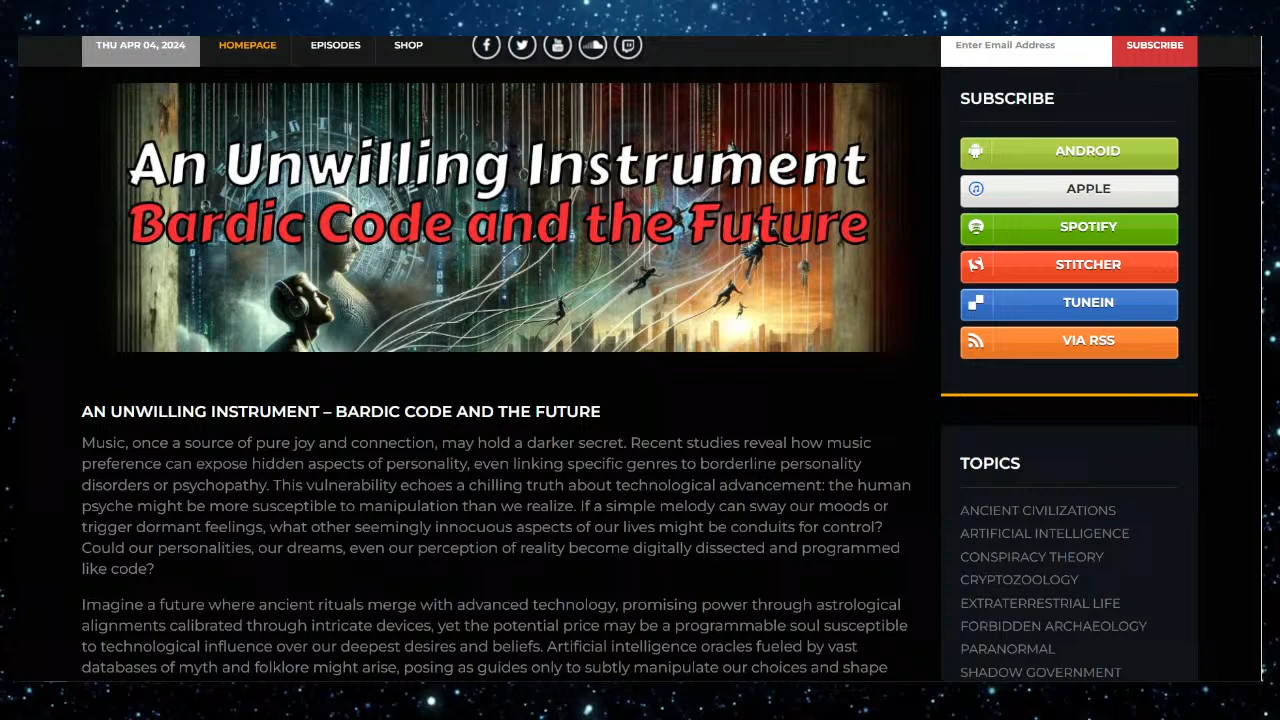 THU APR 04, 2024
HOMEPAGE
EPISODES
SHOP
Enter Email Address
SUBSCRIBE
An Unwilling Instrument
Bardic Code and the Future
AN UNWILLING INSTRUMENT – BARDIC CODE AND THE FUTURE
Music, once a source of pure joy and connection, may hold a darker secret. Recent studies reveal how music
preference can expose hidden aspects of personality, even linking specific genres to borderline personality
disorders or psychopathy. This vulnerability echoes a chilling truth about technological advancement: the human
psyche might be more susceptible to manipulation than we realize. If a simple melody can sway our moods or
trigger dormant feelings, what other seemingly innocuous aspects of our lives might be conduits for control?
Could our personalities, our dreams, even our perception of reality become digitally dissected and programmed
like code?
Imagine a future where ancient rituals merge with advanced technology, promising power through astrological
alignments calibrated through intricate devices, yet the potential price may be a programmable soul susceptible
to technological influence over our deepest desires and beliefs. Artificial intelligence oracles fueled by vast
databases of myth and folklore might arise, posing as guides only to subtly manipulate our choices and shape
SUBSCRIBE
ANDROID
APPLE
SPOTIFY
STITCHER
TUNEIN
VIA RSS
TOPICS
ANCIENT CIVILIZATIONS
ARTIFICIAL INTELLIGENCE
CONSPIRACY THEORY
CRYPTOZOOLOGY
EXTRATERRESTRIAL LIFE
FORBIDDEN ARCHAEOLOGY
PARANORMAL
SHADOW GOVERNMENT